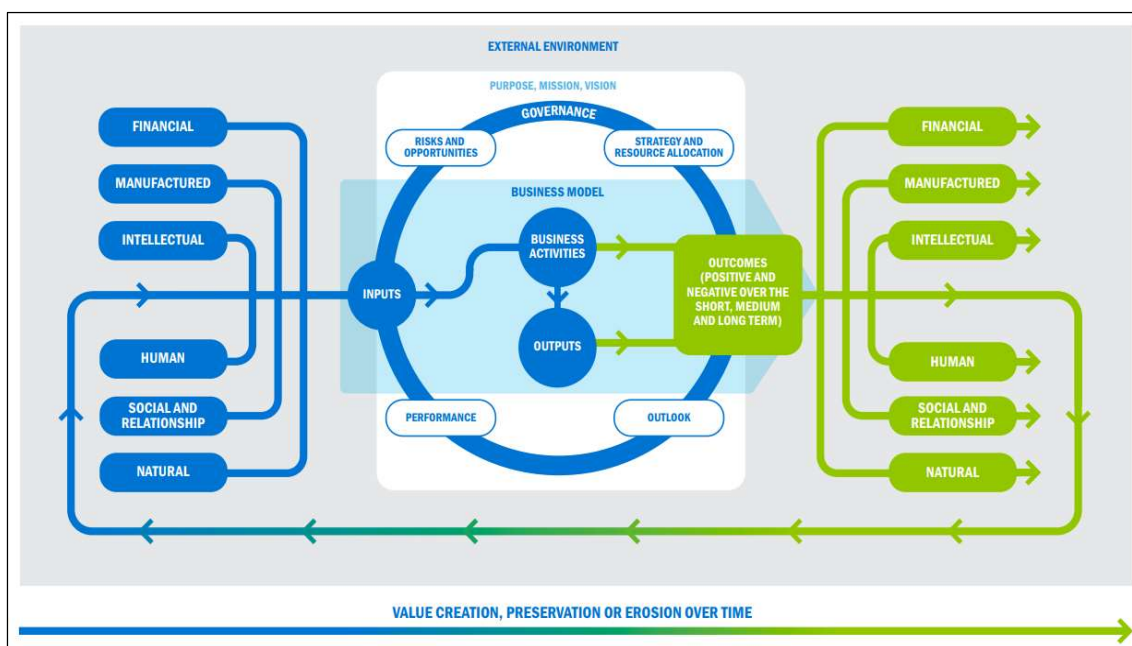 EXTERNAL ENVIRONMENT
PURPOSE, MISSION, VISION
GOVERNANCE
RISKS AND
OPPORTUNITIES
STRATEGY AND
RESOURCE ALLOCATION
FINANCIAL
MANUFACTURED
INTELLECTUAL
HUMAN
SOCIAL AND
RELATIONSHIP
NATURAL
BUSINESS MODEL
INPUTS
BUSINESS
ACTIVITIES
OUTPUTS
OUTCOMES
(POSITIVE AND
NEGATIVE OVER THE
SHORT, MEDIUM
AND LONG TERM)
PERFORMANCE
OUTLOOK
FINANCIAL
MANUFACTURED
INTELLECTUAL
HUMAN
SOCIAL AND
RELATIONSHIP
NATURAL
VALUE CREATION, PRESERVATION OR EROSION OVER TIME